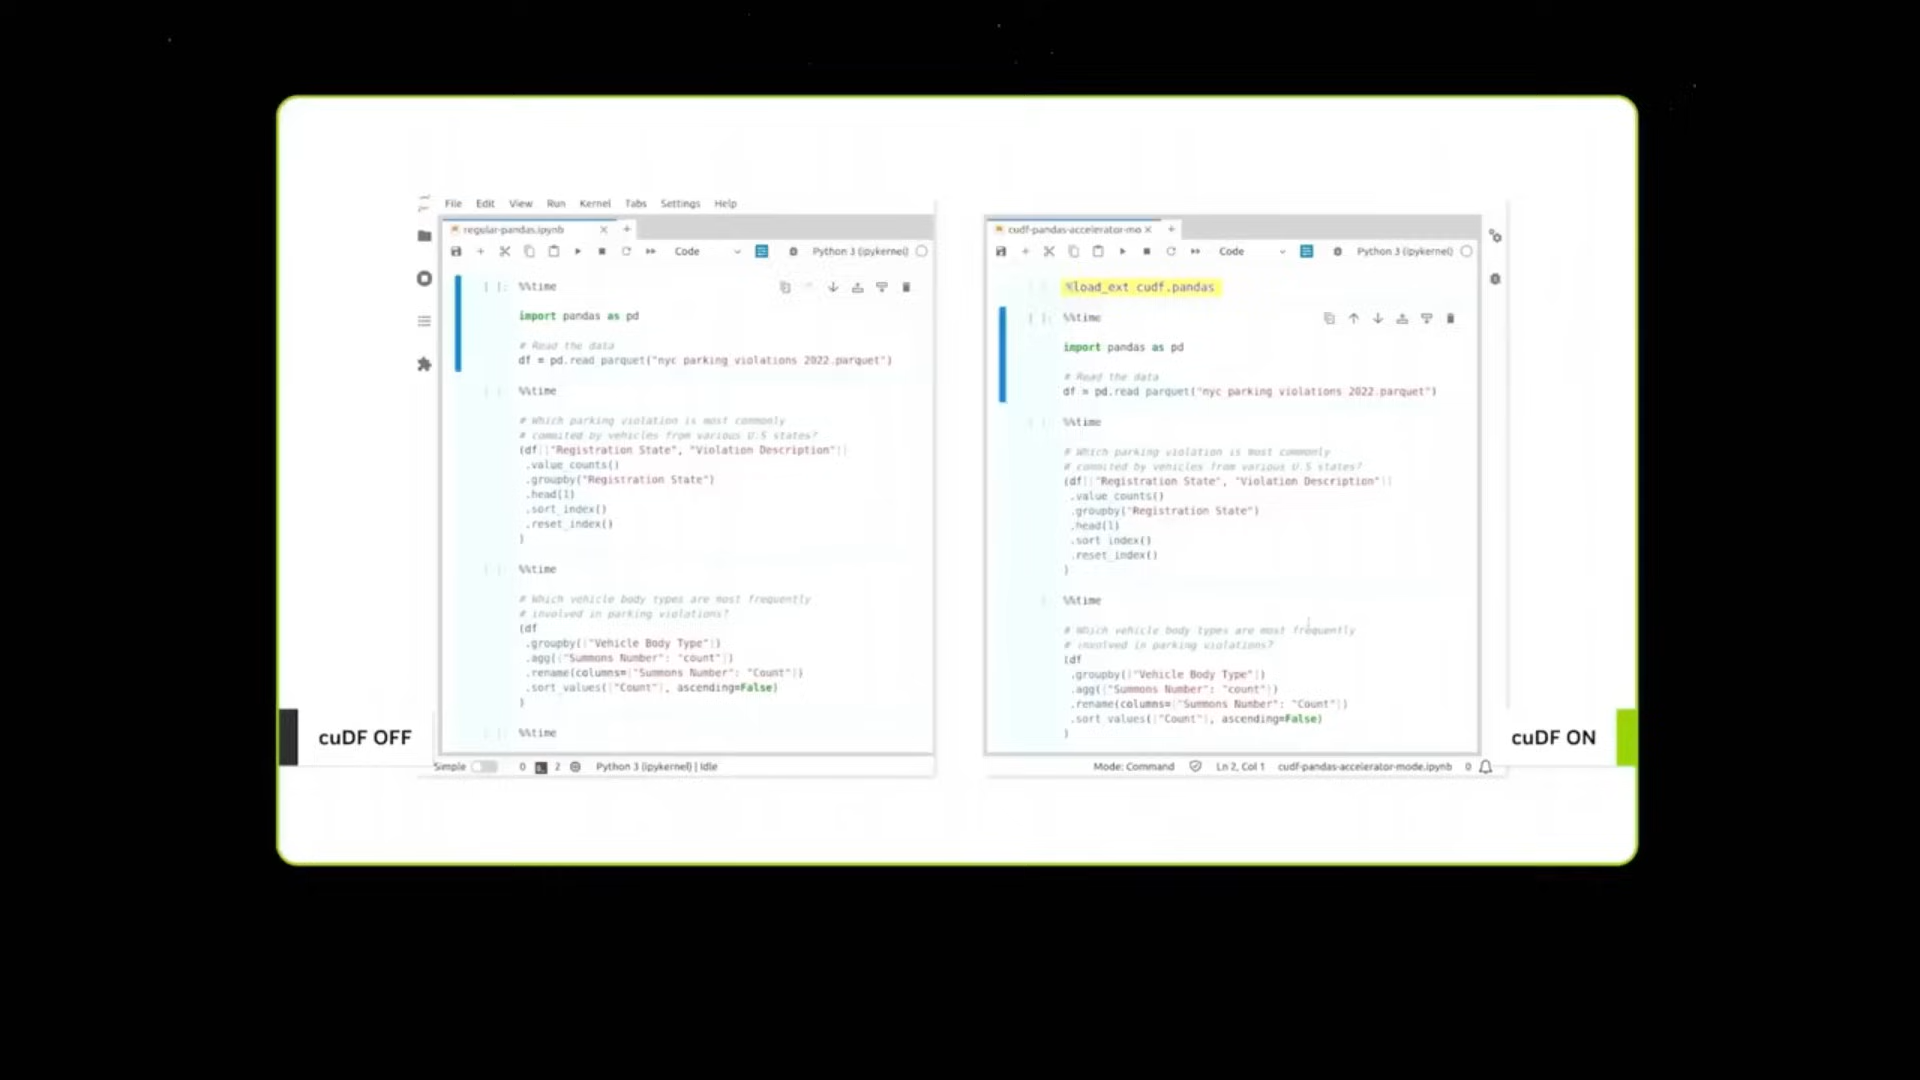 File Edit View Run Kernel Tabs Settings Help
regular-pandas.ipynb
Code Python 3 (ipykernel)
[ ]: %%time
import pandas as pd
# Read the data
df = pd.read_parquet("nyc_parking_violations_2022.parquet")
[ ]: %%time
# Which parking violation is most commonly
# commited by vehicles from various U.S states?
(df[["Registration State", "Violation Description"]]
.value_counts()
.groupby("Registration State")
.head(1)
.sort_index()
.reset_index()
)
[ ]: %%time
# Which vehicle body types are most frequently
# involved in parking violations?
(df
.groupby(["Vehicle Body Type"])
.agg({"Summons Number": "count"})
.rename(columns={"Summons Number": "Count"})
.sort_values(["Count"], ascending=False)
)
[ ]: %%time
Simple 0 2 Python 3 (ipykernel) | Idle
cuDF OFF
cudf-pandas-accelerator-mo
Code Python 3 (ipykernel)
%load_ext cudf.pandas
[ ]: %%time
import pandas as pd
# Read the data
df = pd.read_parquet("nyc_parking_violations_2022.parquet")
[ ]: %%time
# Which parking violation is most commonly
# commited by vehicles from various U.S states?
(df[["Registration State", "Violation Description"]]
.value_counts()
.groupby("Registration State")
.head(1)
.sort_index()
.reset_index()
)
[ ]: %%time
# Which vehicle body types are most frequently
# involved in parking violations?
(df
.groupby(["Vehicle Body Type"])
.agg({"Summons Number": "count"})
.rename(columns={"Summons Number": "Count"})
.sort_values(["Count"], ascending=False)
)
Mode: Command Ln 2, Col 1 cudf-pandas-accelerator-mode.ipynb 0
cuDF ON